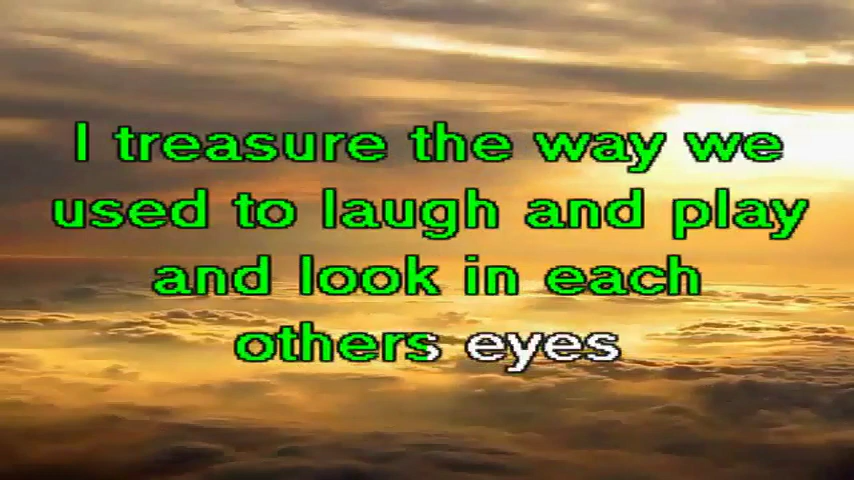 I treasure the way we
used to laugh and play
and look in each
others eyes